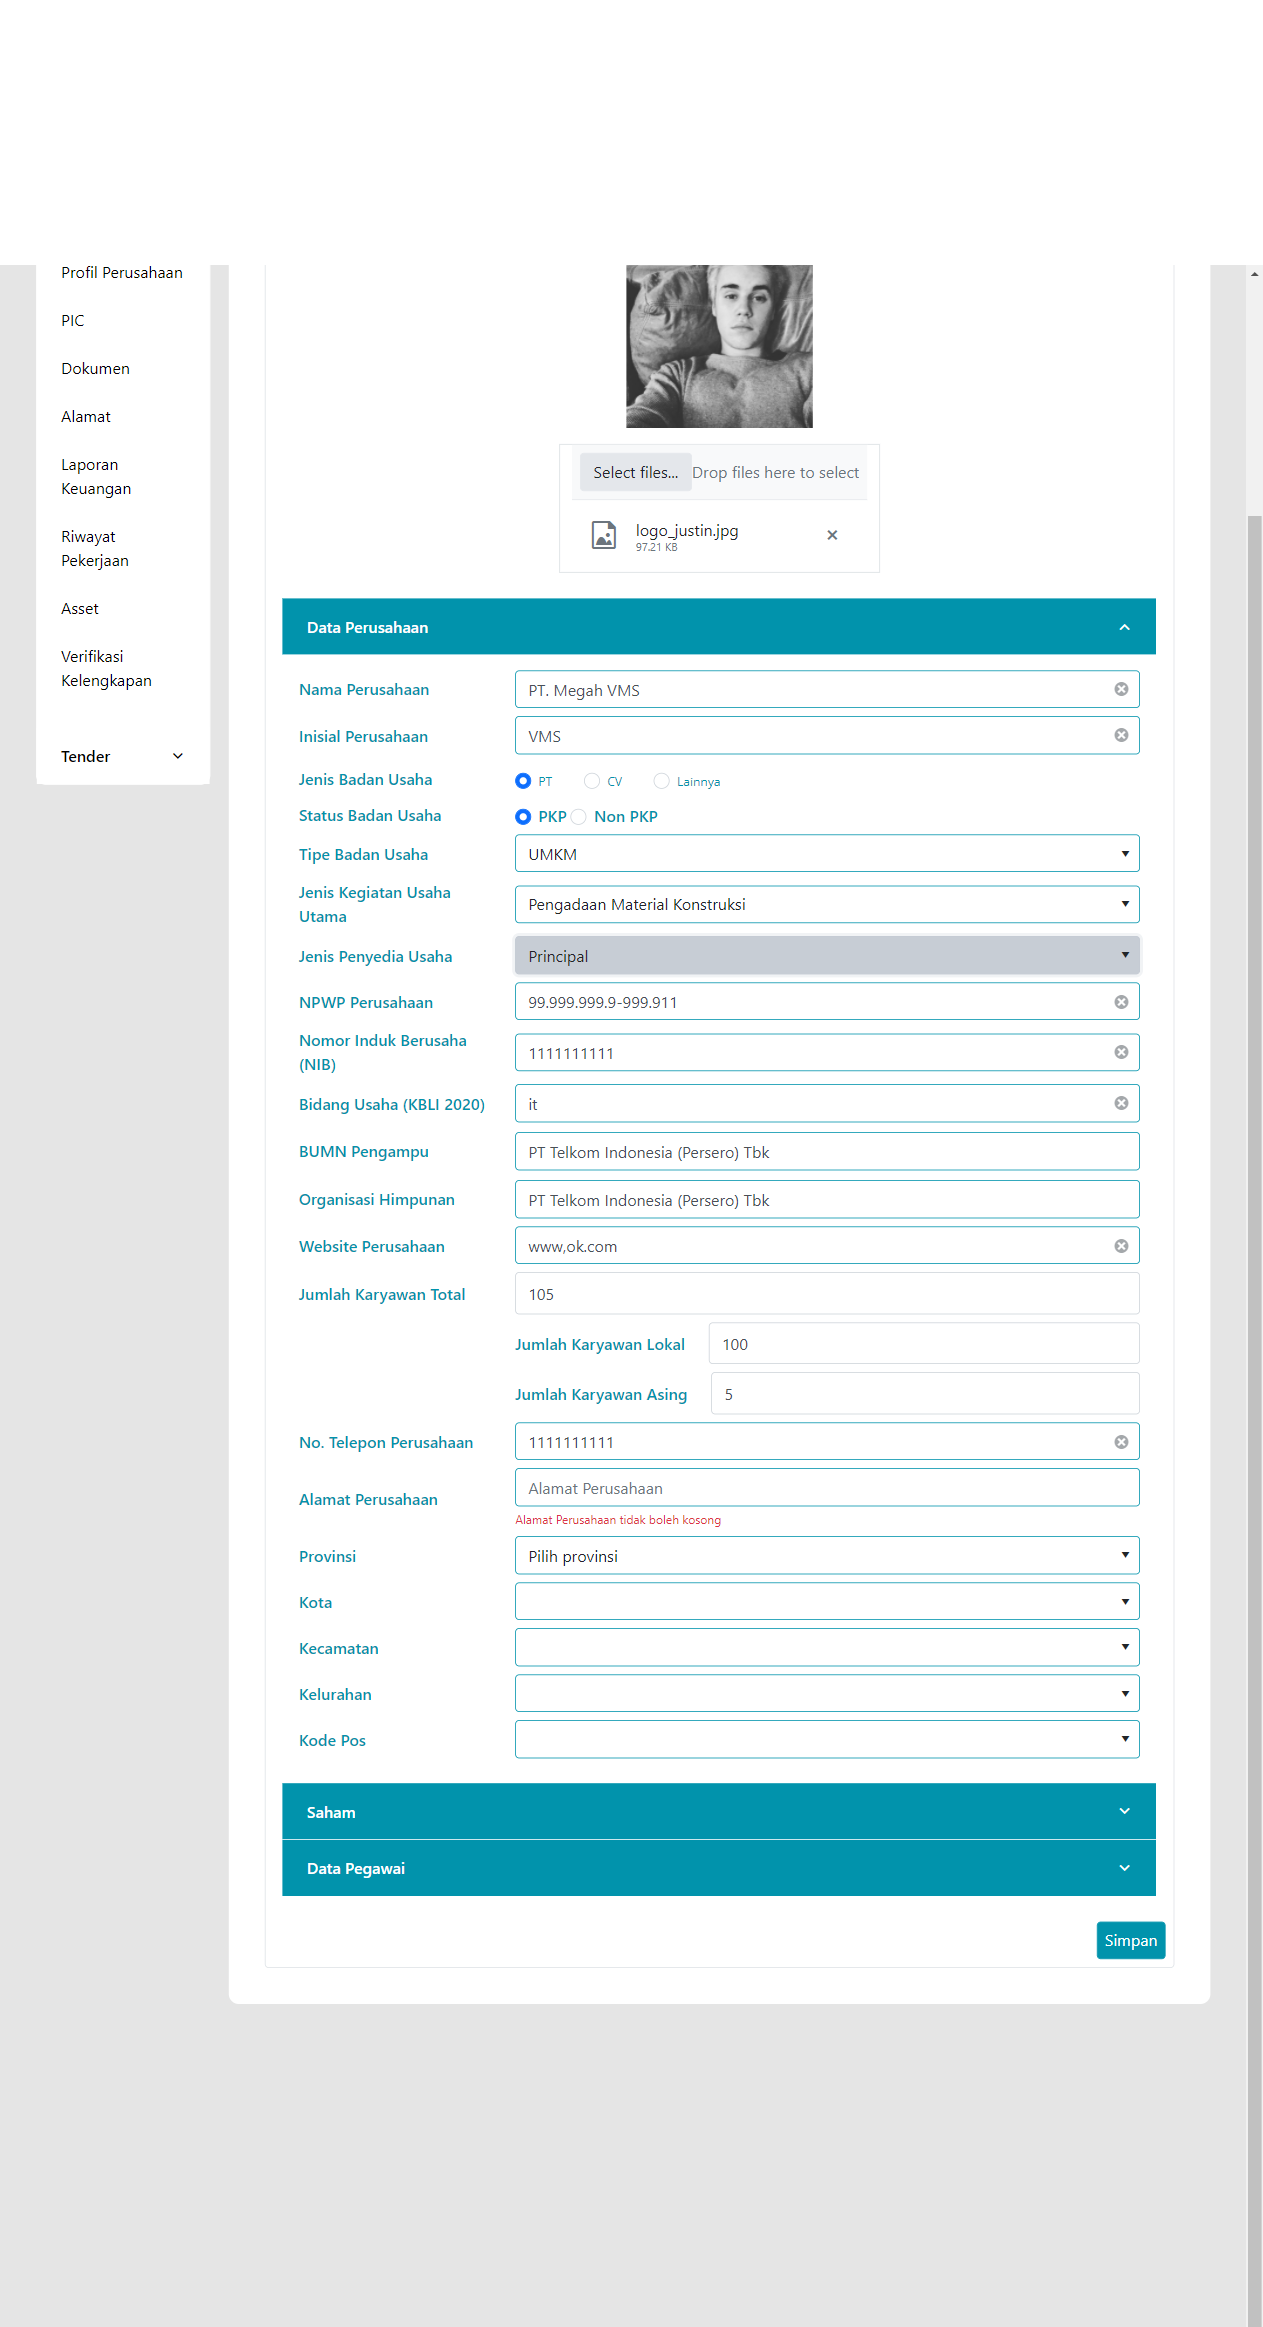 Profil Perusahaan
PIC
Dokumen
Alamat
Laporan
Keuangan
Riwayat
Pekerjaan
Asset
Verifikasi
Kelengkapan
Tender
Select files... Drop files here to select
logo_justin.jpg
97.21 KB
Data Perusahaan
Nama Perusahaan PT. Megah VMS
Inisial Perusahaan VMS
Jenis Badan Usaha PT CV Lainnya
Status Badan Usaha PKP Non PKP
Tipe Badan Usaha UMKM
Jenis Kegiatan Usaha
Utama
Pengadaan Material Konstruksi
Jenis Penyedia Usaha Principal
NPWP Perusahaan 99.999.999.9-999.911
Nomor Induk Berusaha
(NIB)
1111111111
Bidang Usaha (KBLI 2020) it
BUMN Pengampu PT Telkom Indonesia (Persero) Tbk
Organisasi Himpunan PT Telkom Indonesia (Persero) Tbk
Website Perusahaan www,ok.com
Jumlah Karyawan Total 105
Jumlah Karyawan Lokal 100
Jumlah Karyawan Asing 5
No. Telepon Perusahaan 1111111111
Alamat Perusahaan Alamat Perusahaan
Alamat Perusahaan tidak boleh kosong
Provinsi Pilih provinsi
Kota
Kecamatan
Kelurahan
Kode Pos
Saham
Data Pegawai
Simpan